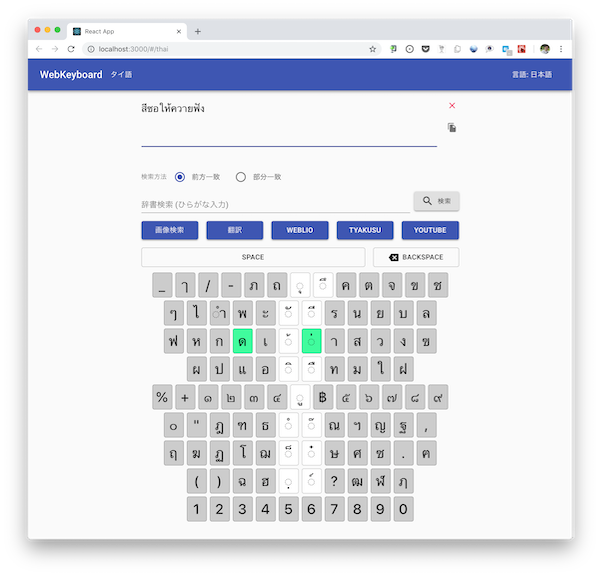 React App
localhost:3000/#/thai
WebKeyboard タイ語 言語: 日本語
สีซอให้ควายฟัง
検索方法 前方一致 部分一致
辞書検索 (ひらがな入力) 検索
画像検索 翻訳 WEBLIO TYAKUSU YOUTUBE
SPACE BACKSPACE
_ ๅ / - ภ ถ ุ ึ ค ต จ ข ช
ๆ ไ ำ พ ะ ั ี ร น ย บ ล
ฟ ห ก ด เ ้ ่ า ส ว ง ฃ
ผ ป แ อ ิ ื ท ม ใ ฝ
% + ๑ ๒ ๓ ๔ ู ฿ ๕ ๖ ๗ ๘ ๙
๐ " ฎ ฑ ธ ํ ๊ ณ ฯ ญ ฐ ,
ฤ ฆ ฏ โ ฌ ็ ๋ ษ ศ ซ . ฅ
( ) ฉ ฮ ฺ ์ ? ฒ ฬ ฦ
1 2 3 4 5 6 7 8 9 0